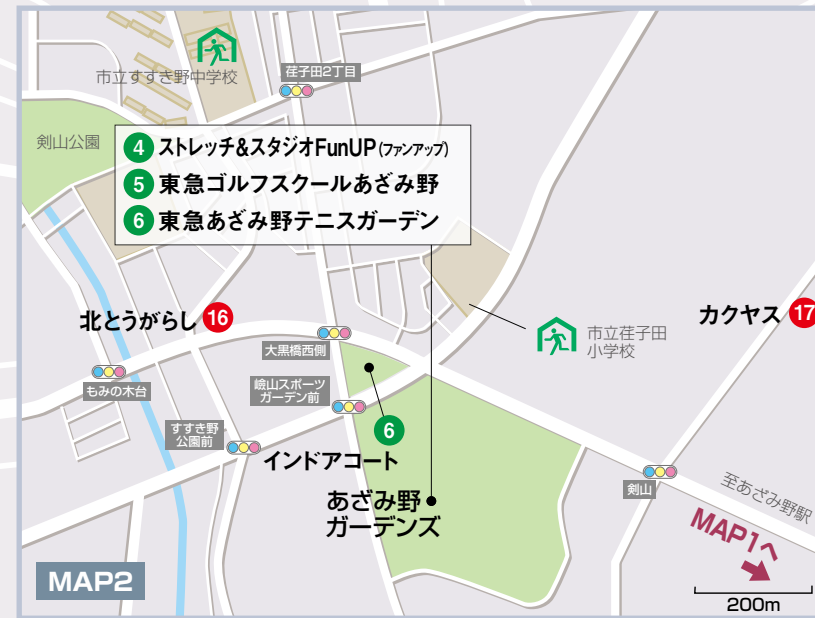 市立すすき野中学校
荏子田2丁目
剣山公園
4 ストレッチ&スタジオFunUP(ファンアップ)
5 東急ゴルフスクールあざみ野
6 東急あざみ野テニスガーデン
北とうがらし 16
カクヤス 17
市立荏子田
小学校
大黒橋西側
もみの木台
嶮山スポーツ
ガーデン前
すすき野
公園前
6
インドアコート
あざみ野
ガーデンズ
剣山
至あざみ野駅
MAP1へ
MAP2
200m